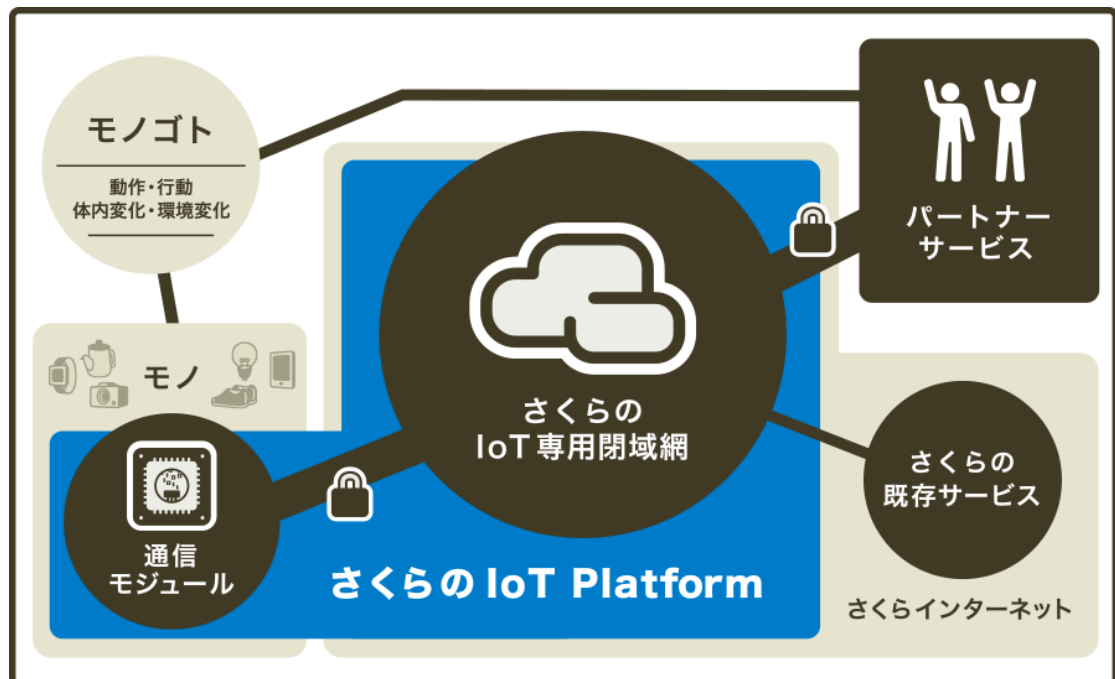 モノゴト
動作・行動
体内変化・環境変化
パートナー
サービス
モノ
さくらの
IoT専用閉域網
さくらの
既存サービス
通信
モジュール
さくらのIoT Platform
さくらインターネット